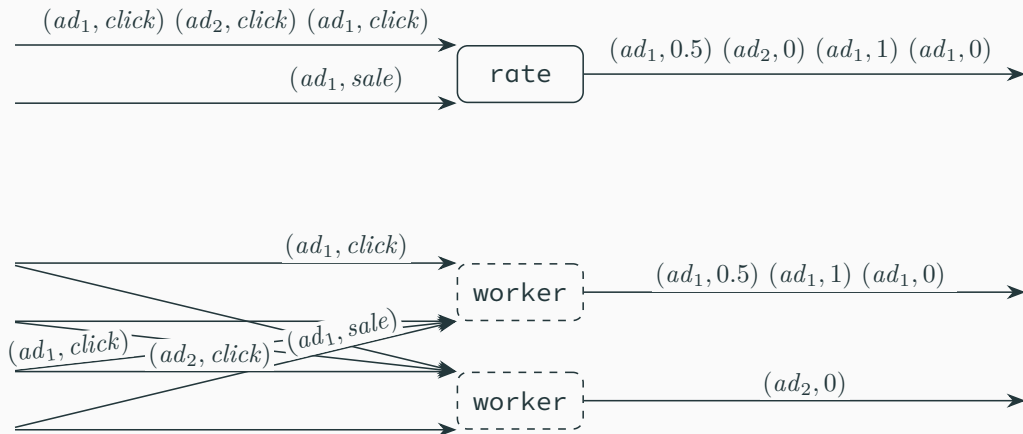 (ad₁, click) (ad₂, click) (ad₁, click)
rate
(ad₁, 0.5) (ad₂, 0) (ad₁, 1) (ad₁, 0)
(ad₁, sale)
(ad₁, click)
worker
(ad₁, 0.5) (ad₁, 1) (ad₁, 0)
(ad₁, sale)
(ad₁, click)
(ad₂, click)
worker
(ad₂, 0)